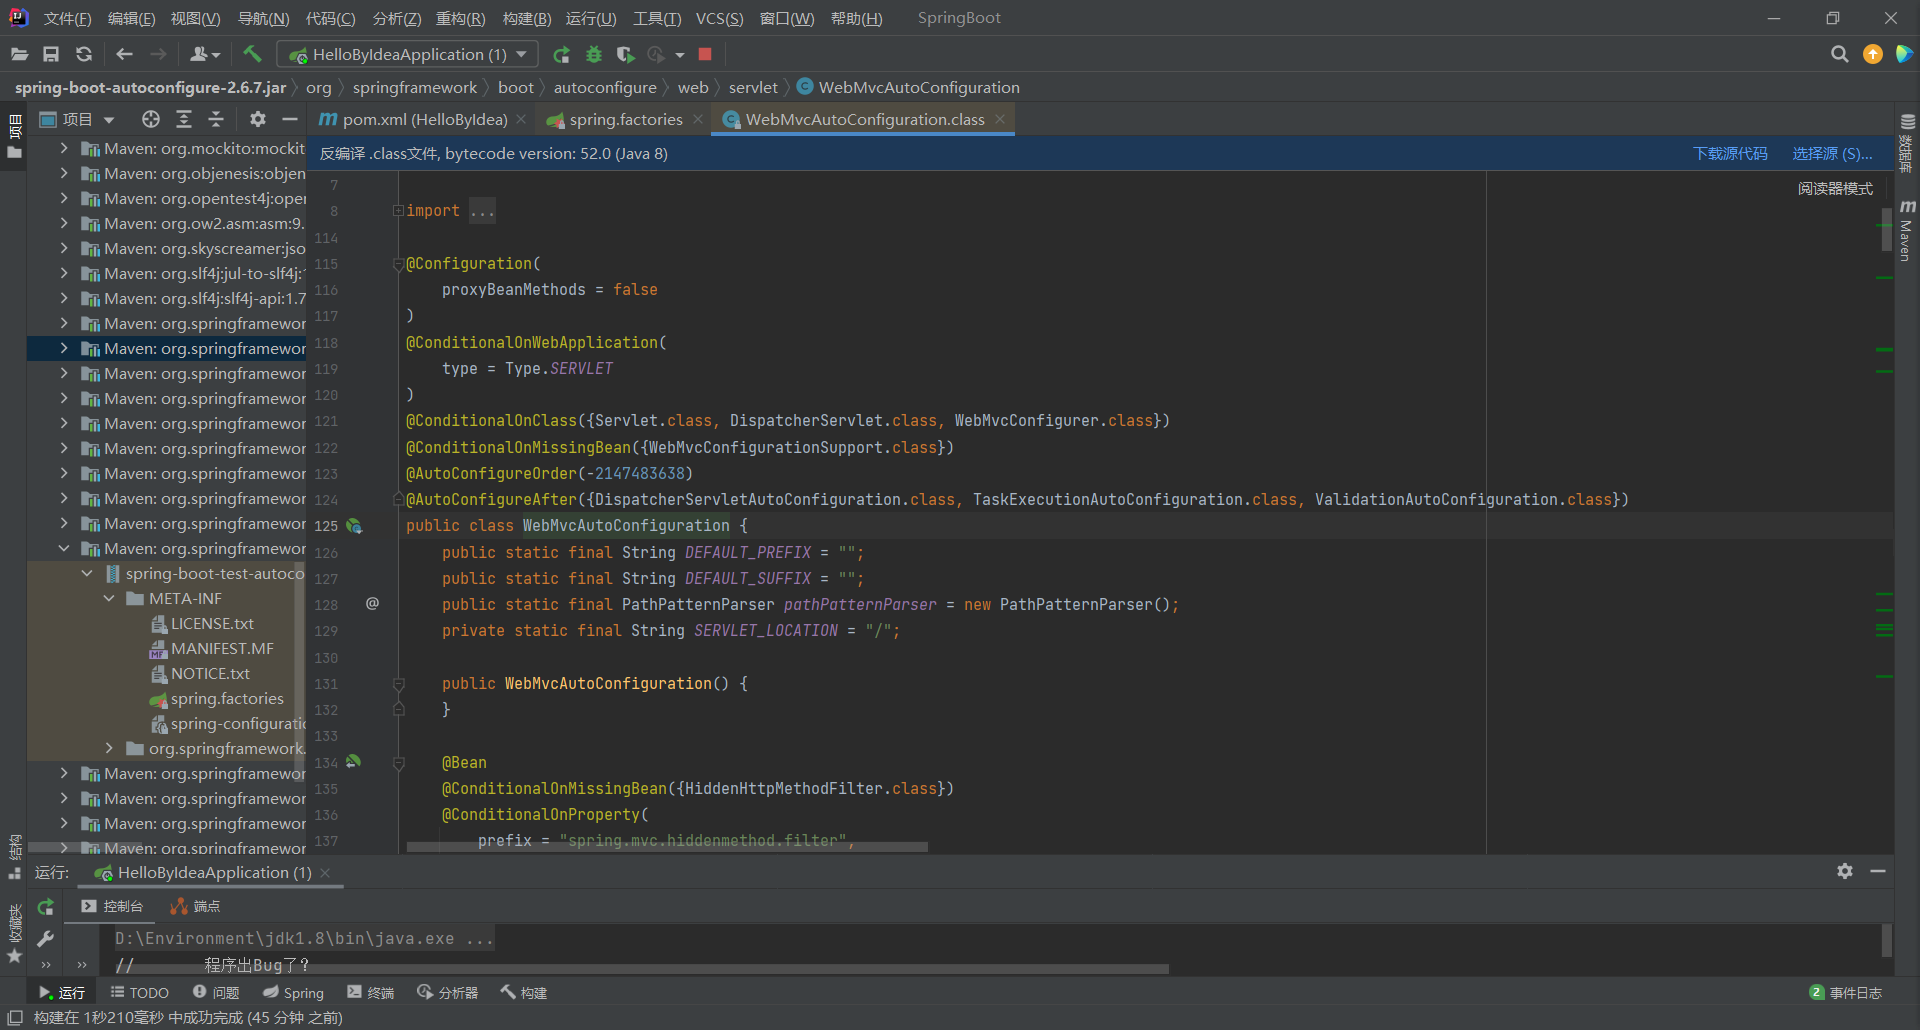 文件(F) 编辑(E) 视图(V) 导航(N) 代码(C) 分析(Z) 重构(R) 构建(B) 运行(U) 工具(T) VCS(S) 窗口(W) 帮助(H) SpringBoot
HelloByIdeaApplication (1)
spring-boot-autoconfigure-2.6.7.jar org springframework boot autoconfigure web servlet WebMvcAutoConfiguration
项目
项目
pom.xml (HelloByIdea) spring.factories WebMvcAutoConfiguration.class
反编译 .class文件, bytecode version: 52.0 (Java 8) 下载源代码 选择源 (S)...
阅读器模式
数据库
Maven
Maven: org.mockito:mockit
Maven: org.objenesis:objen
Maven: org.opentest4j:oper
Maven: org.ow2.asm:asm:9.
Maven: org.skyscreamer:jso
Maven: org.slf4j:jul-to-slf4j:1
Maven: org.slf4j:slf4j-api:1.7
Maven: org.springframewor
Maven: org.springframewor
Maven: org.springframewor
Maven: org.springframewor
Maven: org.springframewor
Maven: org.springframewor
Maven: org.springframewor
Maven: org.springframewor
Maven: org.springframewor
Maven: org.springframewor
spring-boot-test-autoco
META-INF
LICENSE.txt
MANIFEST.MF
NOTICE.txt
spring.factories
spring-configuratio
org.springframework.
Maven: org.springframewor
Maven: org.springframewor
Maven: org.springframewor
Maven: org.springframewor
7
8 import ...
114
115 @Configuration(
116 proxyBeanMethods = false
117 )
118 @ConditionalOnWebApplication(
119 type = Type.SERVLET
120 )
121 @ConditionalOnClass({Servlet.class, DispatcherServlet.class, WebMvcConfigurer.class})
122 @ConditionalOnMissingBean({WebMvcConfigurationSupport.class})
123 @AutoConfigureOrder(-2147483638)
124 @AutoConfigureAfter({DispatcherServletAutoConfiguration.class, TaskExecutionAutoConfiguration.class, ValidationAutoConfiguration.class})
125 public class WebMvcAutoConfiguration {
126 public static final String DEFAULT_PREFIX = "";
127 public static final String DEFAULT_SUFFIX = "";
128 @ public static final PathPatternParser pathPatternParser = new PathPatternParser();
129 private static final String SERVLET_LOCATION = "/";
130
131 public WebMvcAutoConfiguration() {
132 }
133
134 @Bean
135 @ConditionalOnMissingBean({HiddenHttpMethodFilter.class})
136 @ConditionalOnProperty(
137 prefix = "spring.mvc.hiddenmethod.filter",
结构
收藏夹
运行: HelloByIdeaApplication (1)
控制台 端点
D:\Environment\jdk1.8\bin\java.exe ...
// 程序出Bug了?
运行 TODO 问题 Spring 终端 分析器 构建 2 事件日志
构建在 1秒210毫秒 中成功完成 (45 分钟 之前)